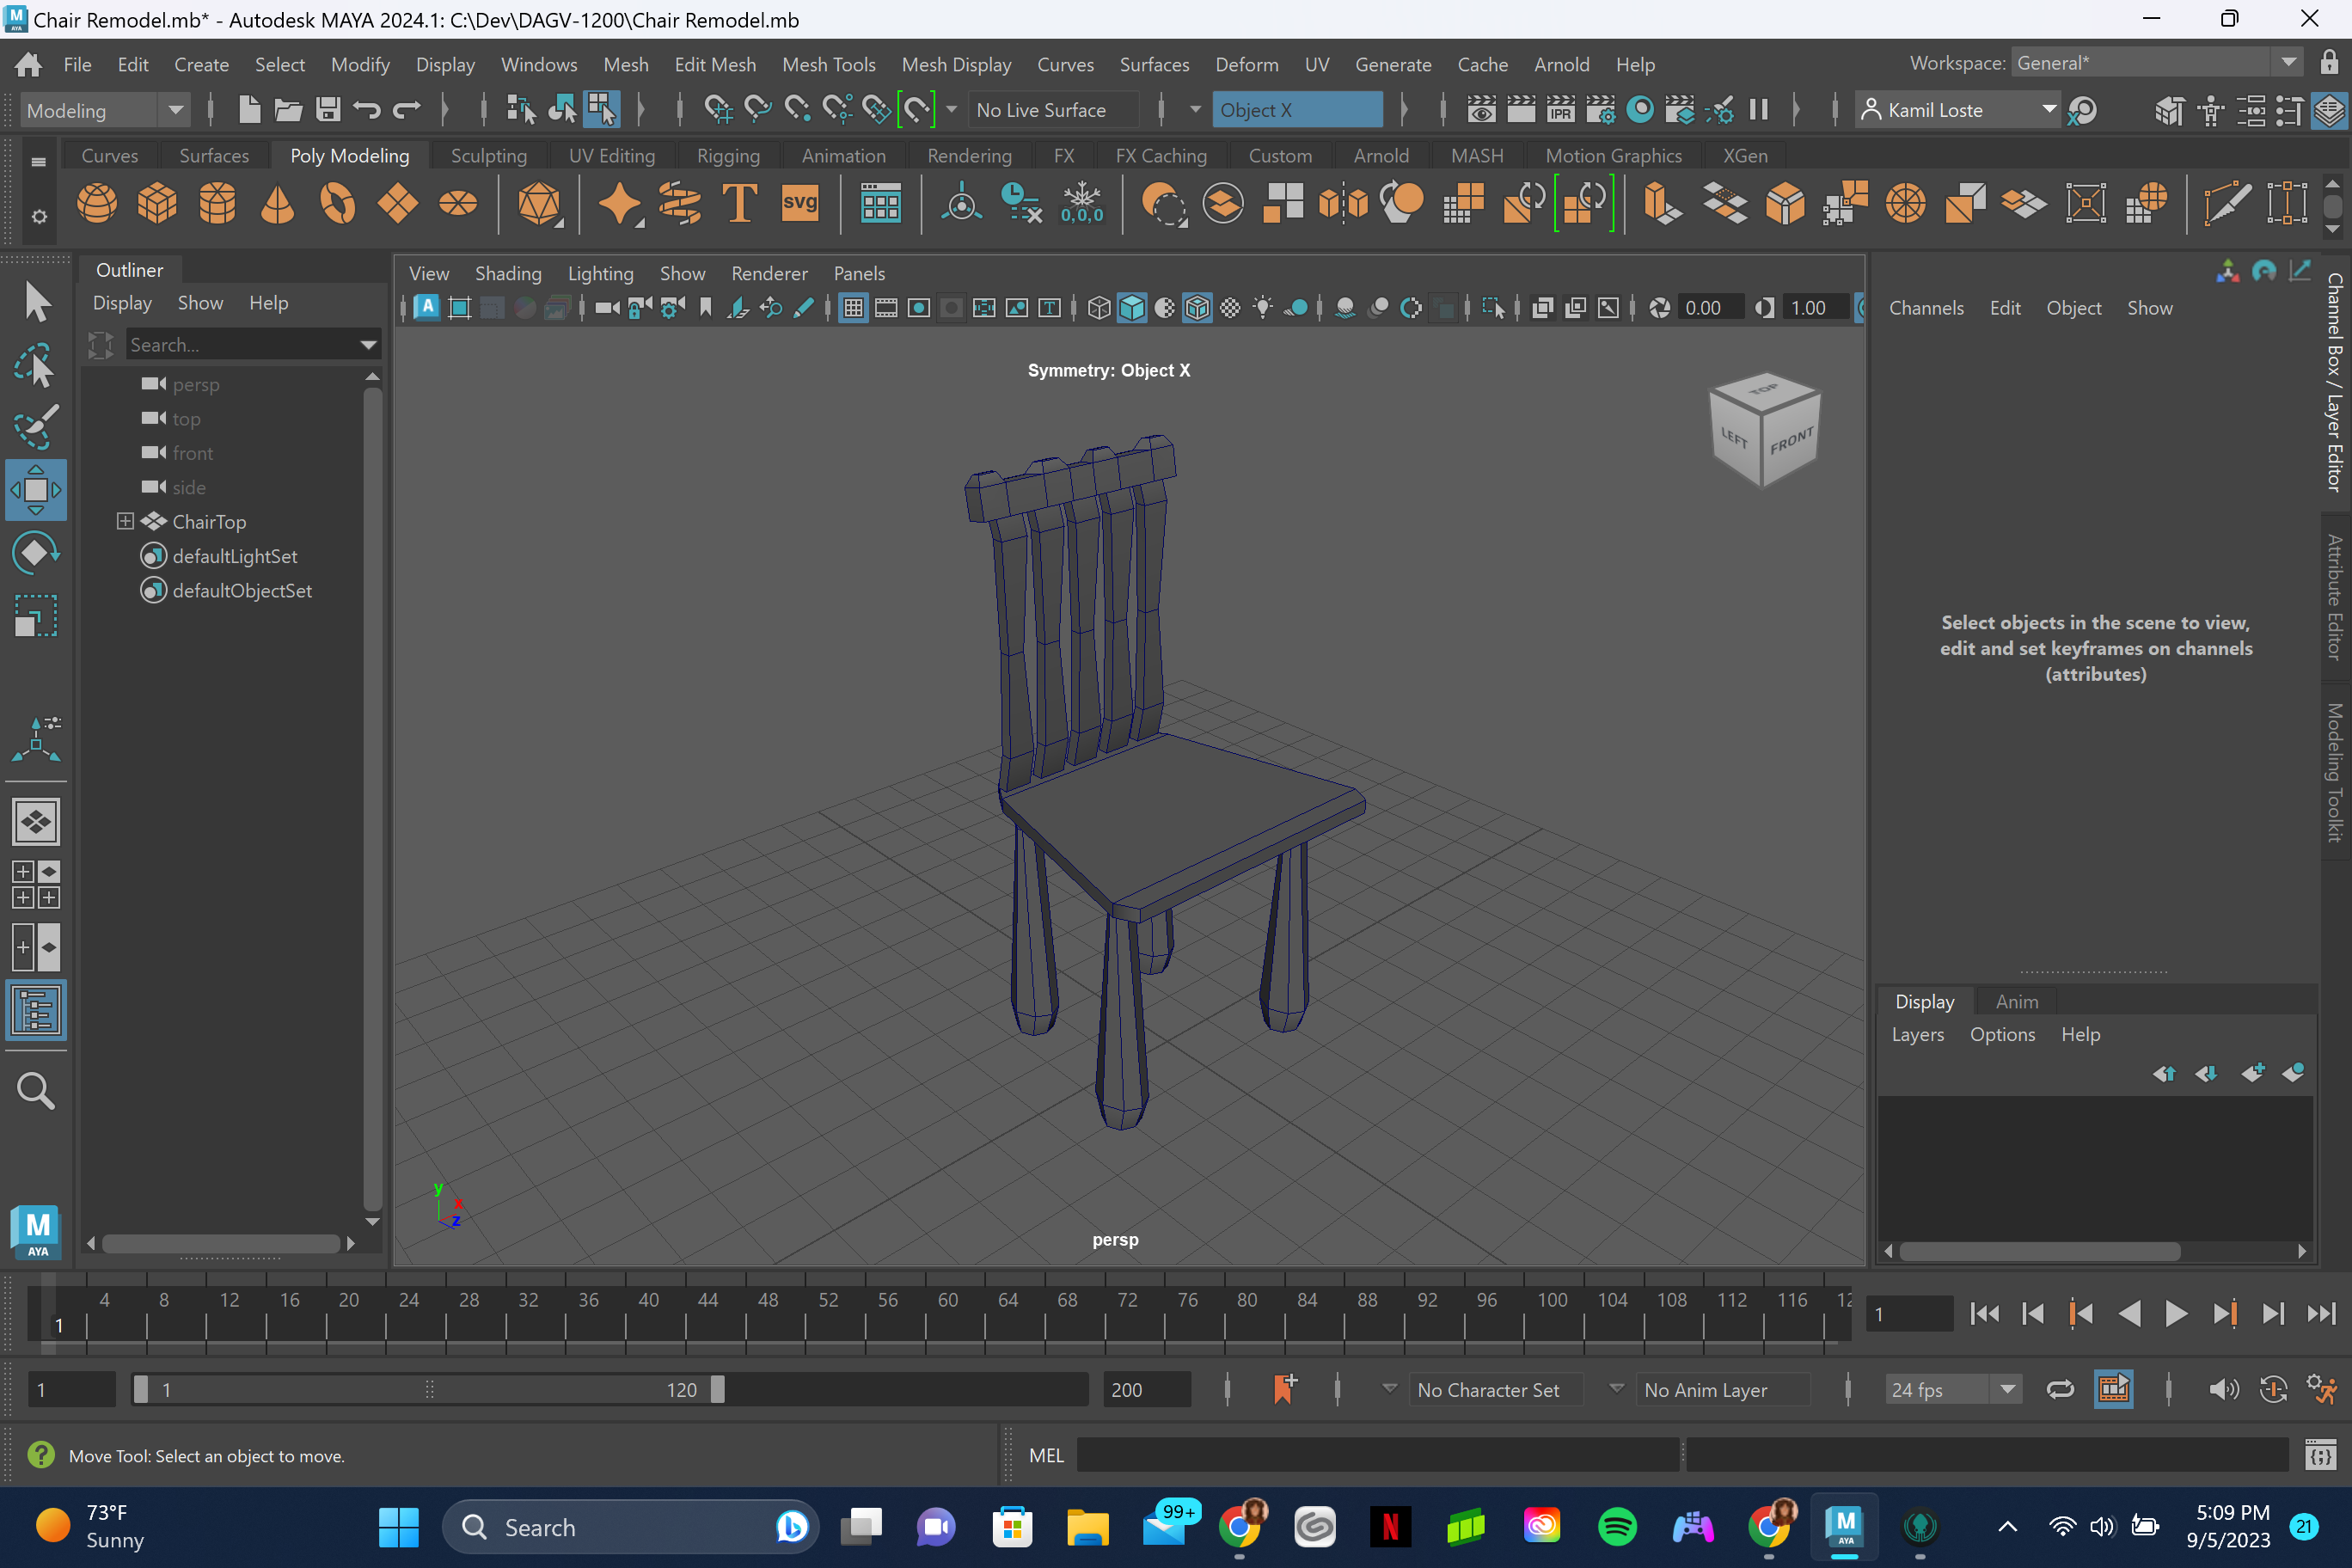 Chair Remodel.mb* - Autodesk MAYA 2024.1: C:\Dev\DAGV-1200\Chair Remodel.mb
File Edit Create Select Modify Display Windows Mesh Edit Mesh Mesh Tools Mesh Display Curves Surfaces Deform UV Generate Cache Arnold Help
Workspace: General*
Modeling
No Live Surface
Object X
IPR
Kamil Loste
Curves Surfaces Poly Modeling Sculpting UV Editing Rigging Animation Rendering FX FX Caching Custom Arnold MASH Motion Graphics XGen
T
svg
0,0,0
Outliner
Display Show Help
Search...
persp
top
front
side
ChairTop
defaultLightSet
defaultObjectSet
View Shading Lighting Show Renderer Panels
0.00
1.00
Symmetry: Object X
TOP
LEFT
FRONT
y
x
z
persp
Channels Edit Object Show
Select objects in the scene to view,
edit and set keyframes on channels
(attributes)
Channel Box / Layer Editor
Attribute Editor
Modeling Toolkit
Display Anim
Layers Options Help
M
AYA
4 8 12 16 20 24 28 32 36 40 44 48 52 56 60 64 68 72 76 80 84 88 92 96 100 104 108 112 116 12
1
1
1
1
120
200
No Character Set
No Anim Layer
24 fps
Move Tool: Select an object to move.
MEL
73°F
Sunny
Search
99+
N
M
AYA
5:09 PM
9/5/2023
21